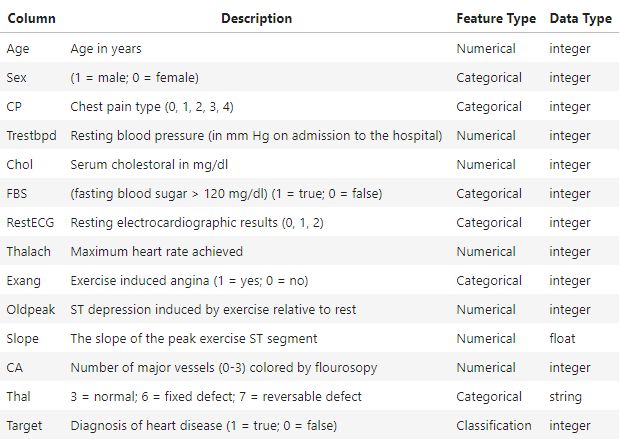 Column Description Feature Type Data Type
Age Age in years Numerical integer
Sex (1 = male; 0 = female) Categorical integer
CP Chest pain type (0, 1, 2, 3, 4) Categorical integer
Trestbpd Resting blood pressure (in mm Hg on admission to the hospital) Numerical integer
Chol Serum cholestoral in mg/dl Numerical integer
FBS (fasting blood sugar > 120 mg/dl) (1 = true; 0 = false) Categorical integer
RestECG Resting electrocardiographic results (0, 1, 2) Categorical integer
Thalach Maximum heart rate achieved Numerical integer
Exang Exercise induced angina (1 = yes; 0 = no) Categorical integer
Oldpeak ST depression induced by exercise relative to rest Numerical integer
Slope The slope of the peak exercise ST segment Numerical float
CA Number of major vessels (0-3) colored by flourosopy Numerical integer
Thal 3 = normal; 6 = fixed defect; 7 = reversable defect Categorical string
Target Diagnosis of heart disease (1 = true; 0 = false) Classification integer